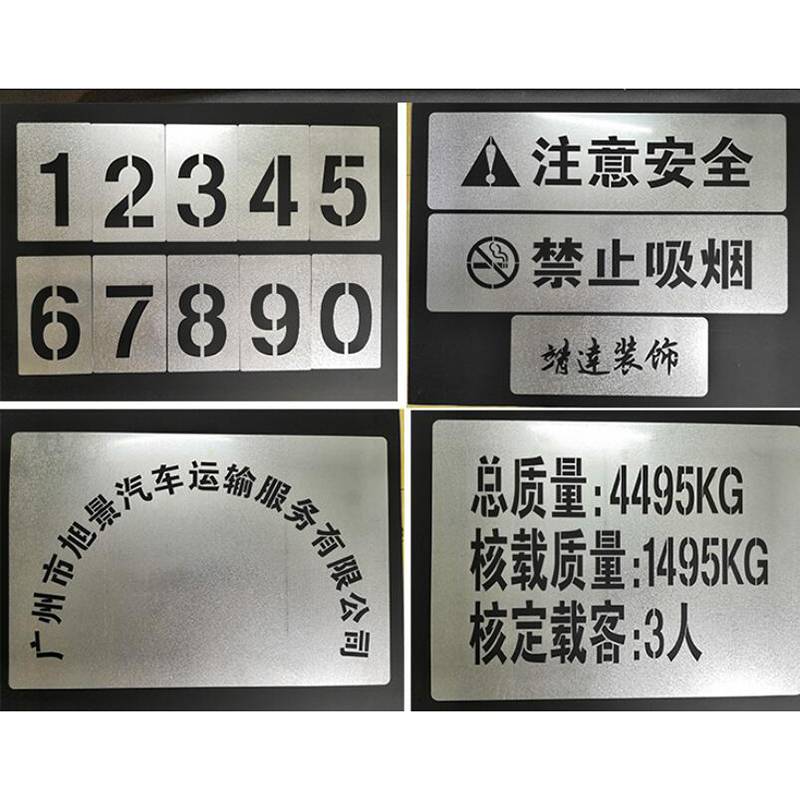 12345
67890
注意安全
禁止吸烟
靖達装饰
广州市旭景汽车运输服务有限公司
总质量:4495KG
核载质量:1495KG
核定载客:3人